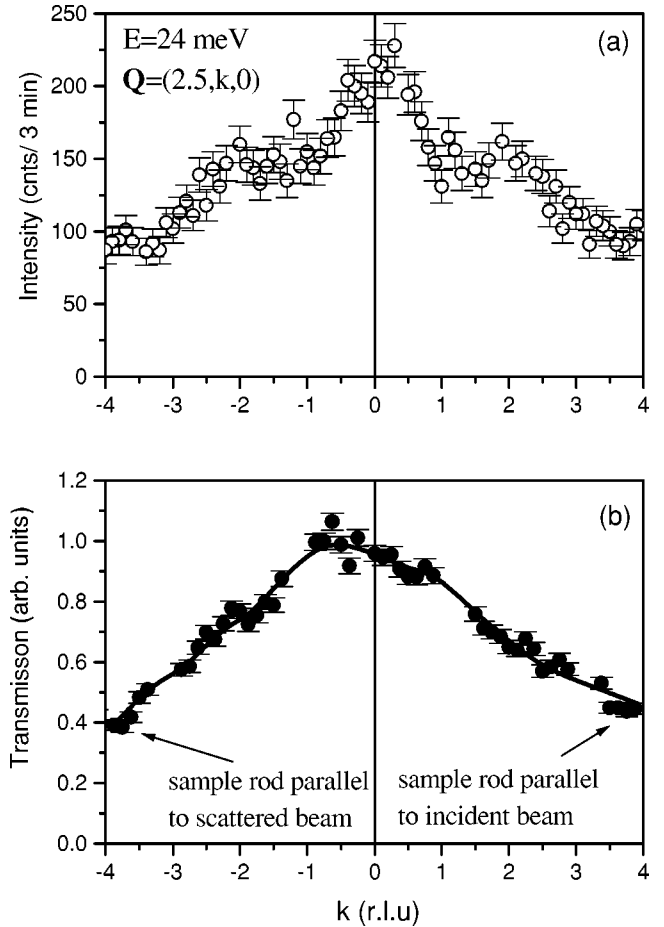 250
200
150
100
50
0
Intensity (cnts/ 3 min)
E=24 meV
Q=(2.5,k,0)
(a)
-4 -3 -2 -1 0 1 2 3 4
1.2
1.0
0.8
0.6
0.4
0.2
0.0
Transmisson (arb. units)
(b)
sample rod parallel
to scattered beam
sample rod parallel
to incident beam
-4 -3 -2 -1 0 1 2 3 4
k (r.l.u)